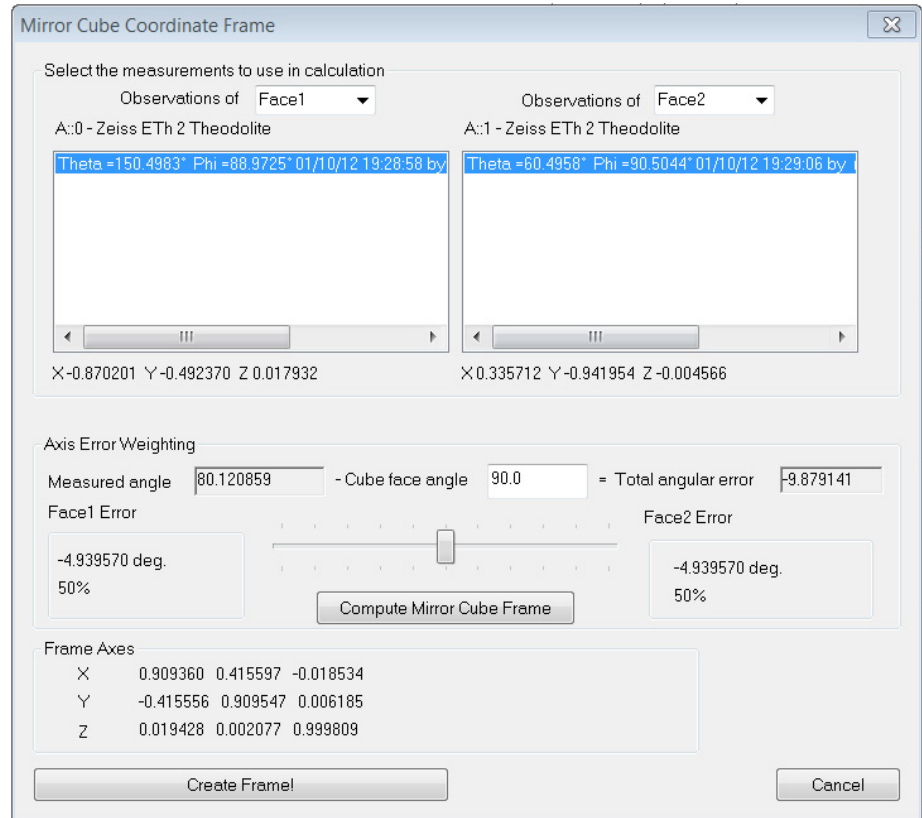 Mirror Cube Coordinate Frame
Select the measurements to use in calculation
Observations of Face1
Observations of Face2
A::0 - Zeiss ETh 2 Theodolite
A::1 - Zeiss ETh 2 Theodolite
Theta =150.4983° Phi =88.9725° 01/10/12 19:28:58 by
Theta =60.4958° Phi =90.5044° 01/10/12 19:29:06 by
X -0.870201 Y -0.492370 Z 0.017932
X 0.335712 Y -0.941954 Z -0.004566
Axis Error Weighting
Measured angle 80.120859 - Cube face angle 90.0 = Total angular error -9.879141
Face1 Error
Face2 Error
-4.939570 deg.
50%
-4.939570 deg.
50%
Compute Mirror Cube Frame
Frame Axes
X 0.909360 0.415597 -0.018534
Y -0.415556 0.909547 0.006185
Z 0.019428 0.002077 0.999809
Create Frame!
Cancel